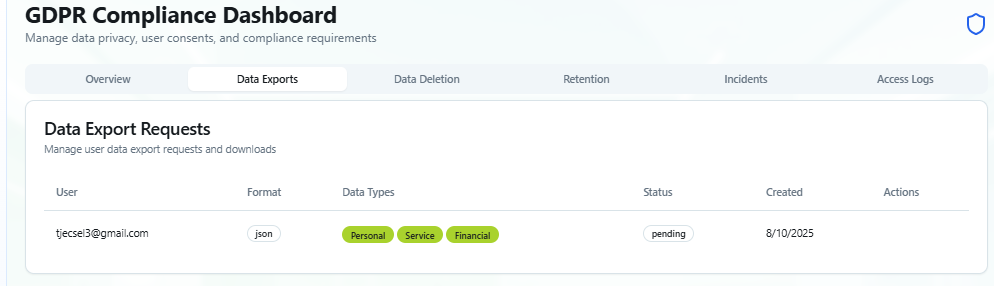 GDPR Compliance Dashboard
Manage data privacy, user consents, and compliance requirements
Overview Data Exports Data Deletion Retention Incidents Access Logs
Data Export Requests
Manage user data export requests and downloads
User Format Data Types Status Created Actions
tjecsel3@gmail.com json Personal Service Financial pending 8/10/2025